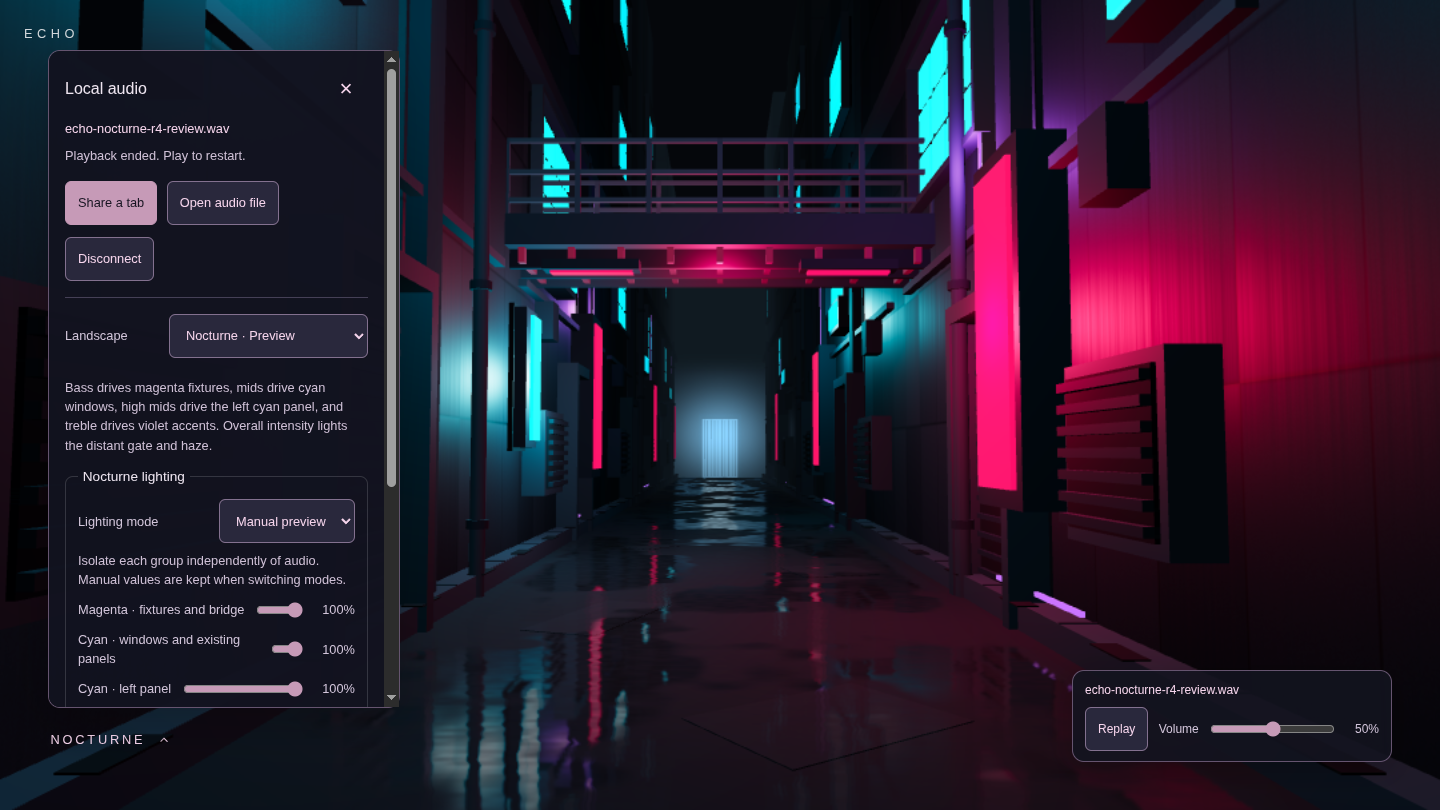 ECHO
Local audio ✕
echo-nocturne-r4-review.wav
Playback ended. Play to restart.
Share a tab
Open audio file
Disconnect
Landscape
Nocturne · Preview
Bass drives magenta fixtures, mids drive cyan
windows, high mids drive the left cyan panel, and
treble drives violet accents. Overall intensity lights
the distant gate and haze.
Nocturne lighting
Lighting mode
Manual preview
Isolate each group independently of audio.
Manual values are kept when switching modes.
Magenta · fixtures and bridge 100%
Cyan · windows and existing
panels 100%
Cyan · left panel 100%
NOCTURNE
echo-nocturne-r4-review.wav
Replay
Volume 50%